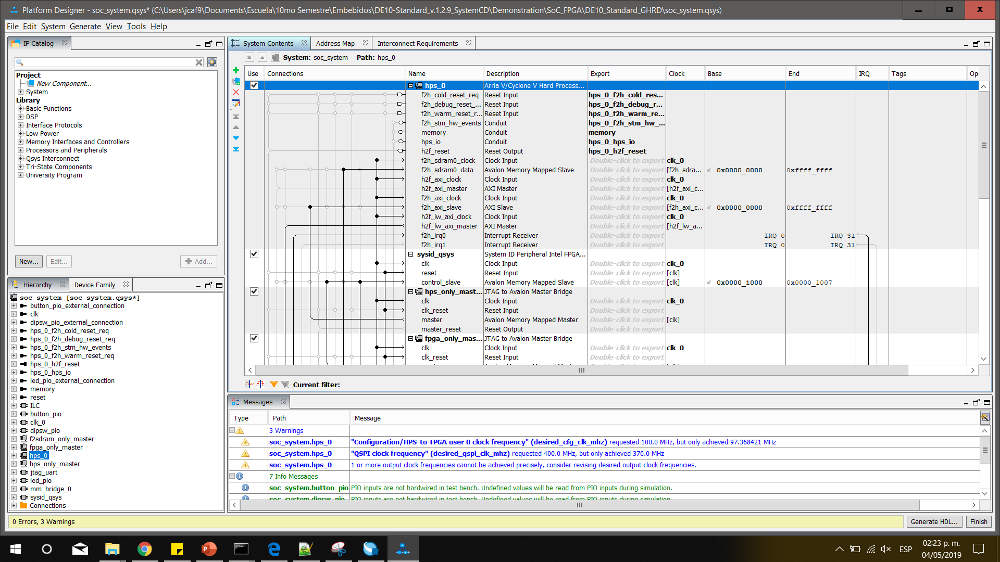 Platform Designer - soc_system.qsys* (C:\Users\jcaf9\Documents\Escuela\10mo Semestre\Embebidos\DE10-Standard_v.1.2.9_SystemCD\Demonstration\SoC_FPGA\DE10_Standard_GHRD\soc_system.qsys)
File Edit System Generate View Tools Help
IP Catalog
Project
New Component...
System
Library
Basic Functions
DSP
Interface Protocols
Low Power
Memory Interfaces and Controllers
Processors and Peripherals
Qsys Interconnect
Tri-State Components
University Program
New... Edit... Add...
Hierarchy Device Family
soc system [soc system.qsys*]
button_pio_external_connection
clk
dipsw_pio_external_connection
hps_0_f2h_cold_reset_req
hps_0_f2h_debug_reset_req
hps_0_f2h_stm_hw_events
hps_0_f2h_warm_reset_req
hps_0_h2f_reset
hps_0_hps_io
led_pio_external_connection
memory
reset
ILC
button_pio
clk_0
dipsw_pio
f2sdram_only_master
fpga_only_master
hps_0
hps_only_master
jtag_uart
led_pio
mm_bridge_0
sysid_qsys
Connections
System Contents Address Map Interconnect Requirements
System: soc_system Path: hps_0
Use Connections Name Description Export Clock Base End IRQ Tags Op
hps_0 Arria V/Cyclone V Hard Process...
f2h_cold_reset_req Reset Input hps_0_f2h_cold_res...
f2h_debug_reset_... Reset Input hps_0_f2h_debug_r...
f2h_warm_reset_r... Reset Input hps_0_f2h_warm_re...
f2h_stm_hw_events Conduit hps_0_f2h_stm_hw_...
memory Conduit memory
hps_io Conduit hps_0_hps_io
h2f_reset Reset Output hps_0_h2f_reset
f2h_sdram0_clock Clock Input Double-click to export clk_0
f2h_sdram0_data Avalon Memory Mapped Slave Double-click to export [f2h_sdra... 0x0000_0000 0xffff_ffff
h2f_axi_clock Clock Input Double-click to export clk_0
h2f_axi_master AXI Master Double-click to export [h2f_axi_c...
f2h_axi_clock Clock Input Double-click to export clk_0
f2h_axi_slave AXI Slave Double-click to export [f2h_axi_c... 0x0000_0000 0xffff_ffff
h2f_lw_axi_clock Clock Input Double-click to export clk_0
h2f_lw_axi_master AXI Master Double-click to export [h2f_lw_a...
f2h_irq0 Interrupt Receiver Double-click to export IRQ 0 IRQ 31
f2h_irq1 Interrupt Receiver Double-click to export IRQ 0 IRQ 31
sysid_qsys System ID Peripheral Intel FPGA...
clk Clock Input Double-click to export clk_0
reset Reset Input Double-click to export [clk]
control_slave Avalon Memory Mapped Slave Double-click to export [clk] 0x0000_1000 0x0000_1007
hps_only_mast... JTAG to Avalon Master Bridge
clk Clock Input Double-click to export clk_0
clk_reset Reset Input Double-click to export
master Avalon Memory Mapped Master Double-click to export [clk]
master_reset Reset Output Double-click to export
fpga_only_mas... JTAG to Avalon Master Bridge
clk Clock Input Double-click to export clk_0
clk_reset Reset Input Double-click to export
Current filter:
Messages
Type Path Message
3 Warnings
soc_system.hps_0 "Configuration/HPS-to-FPGA user 0 clock frequency" (desired_cfg_clk_mhz) requested 100.0 MHz, but only achieved 97.368421 MHz
soc_system.hps_0 "QSPI clock frequency" (desired_qspi_clk_mhz) requested 400.0 MHz, but only achieved 370.0 MHz
soc_system.hps_0 1 or more output clock frequencies cannot be achieved precisely, consider revising desired output clock frequencies.
7 Info Messages
soc_system.button_pio PIO inputs are not hardwired in test bench. Undefined values will be read from PIO inputs during simulation.
soc_system.dipsw_pio PIO inputs are not hardwired in test bench. Undefined values will be read from PIO inputs during simulation.
0 Errors, 3 Warnings
Generate HDL... Finish
ESP
02:23 p. m.
04/05/2019